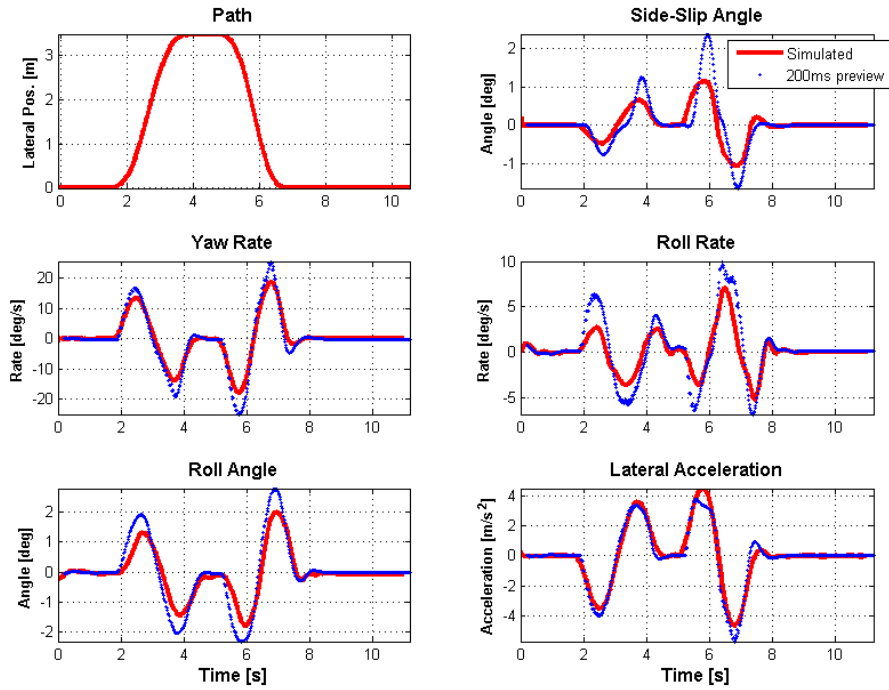 Path
Lateral Pos. [m]
3
2
1
0
0 2 4 6 8 10
Side-Slip Angle
Angle [deg]
2
1
0
-1
0 2 4 6 8 10
Simulated
200ms preview
Yaw Rate
Rate [deg/s]
20
10
0
-10
-20
0 2 4 6 8 10
Roll Rate
Rate [deg/s]
10
5
0
-5
0 2 4 6 8 10
Roll Angle
Angle [deg]
2
1
0
-1
-2
0 2 4 6 8 10
Time [s]
Lateral Acceleration
Acceleration [m/s²]
4
2
0
-2
-4
0 2 4 6 8 10
Time [s]